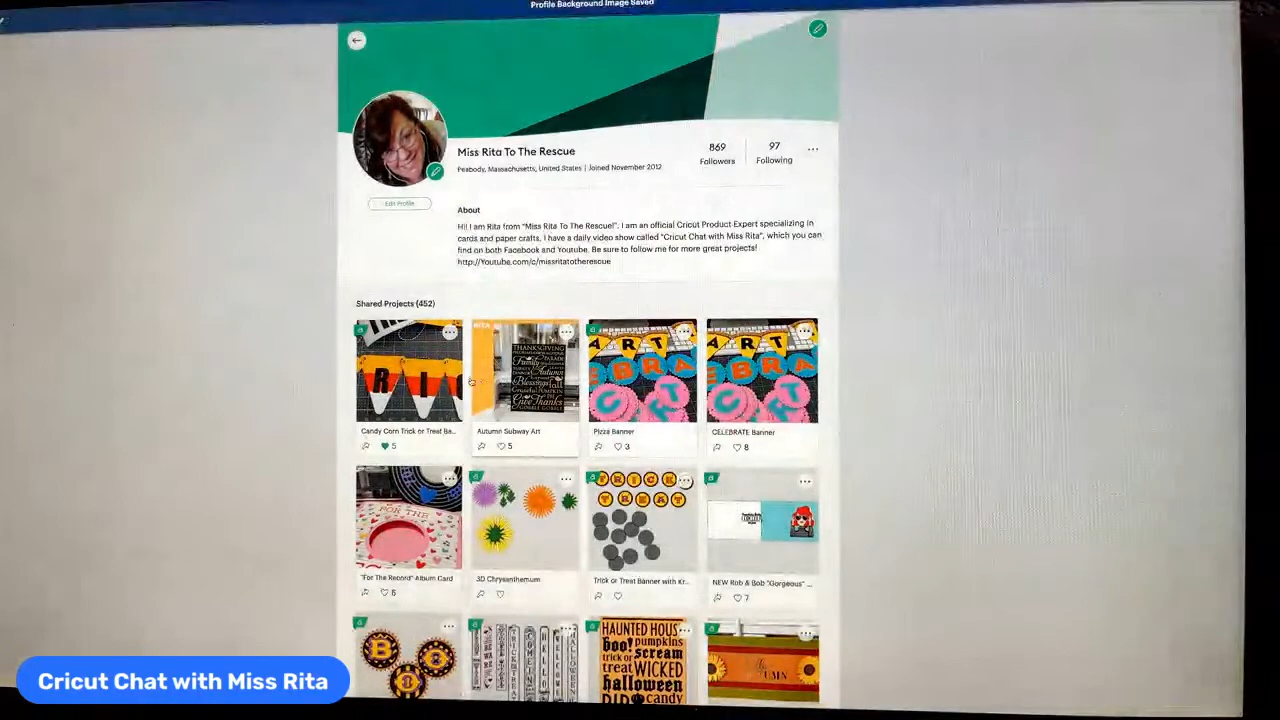 Profile Background Image Saved
Miss Rita To The Rescue
Peabody, Massachusetts, United States | Joined November 2012
869
Followers
97
Following
Edit Profile
About
Hi! I am Rita from "Miss Rita To The Rescue!". I am an official Cricut Product Expert specializing in
cards and paper crafts. I have a daily video show called "Cricut Chat with Miss Rita", which you can
find on both Facebook and Youtube. Be sure to follow me for more great projects!
http://Youtube.com/c/missritatotherescue
Shared Projects (452)
Candy Corn Trick or Treat Ba...
5
Autumn Subway Art
5
Pizza Banner
3
CELEBRATE Banner
8
"For The Record" Album Card
6
3D Chrysanthemum
Trick or Treat Banner with Kr...
NEW Rob & Bob "Gorgeous" ...
7
HAUNTED HOUS
boo! pumpkins
trick or scream
treat WICKED
halloween
candy
Cricut Chat with Miss Rita